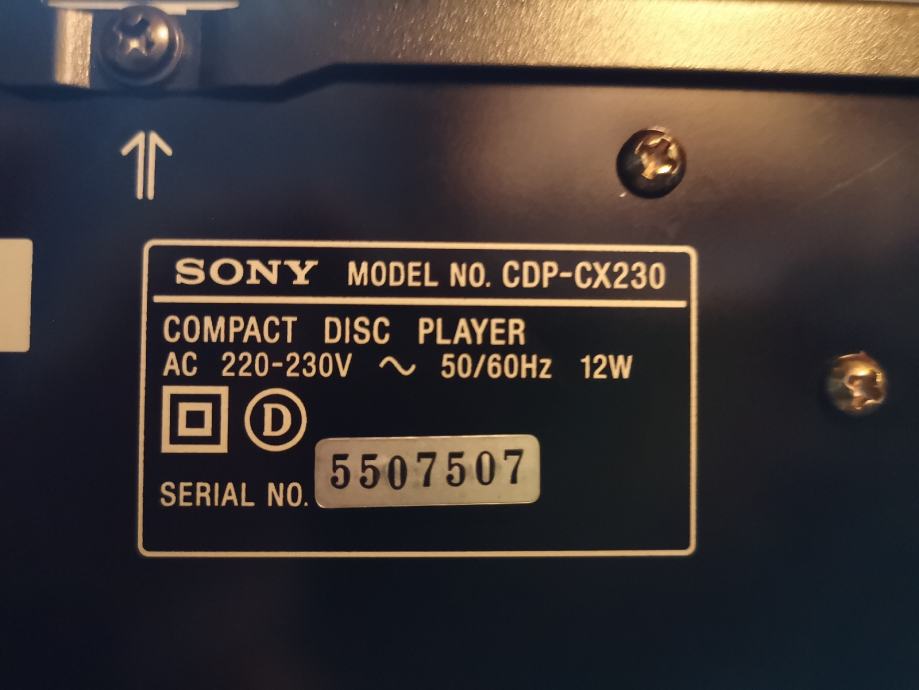 SONY MODEL NO. CDP-CX230
COMPACT DISC PLAYER
AC 220-230V ~ 50/60Hz 12W
D
SERIAL NO. 5507507